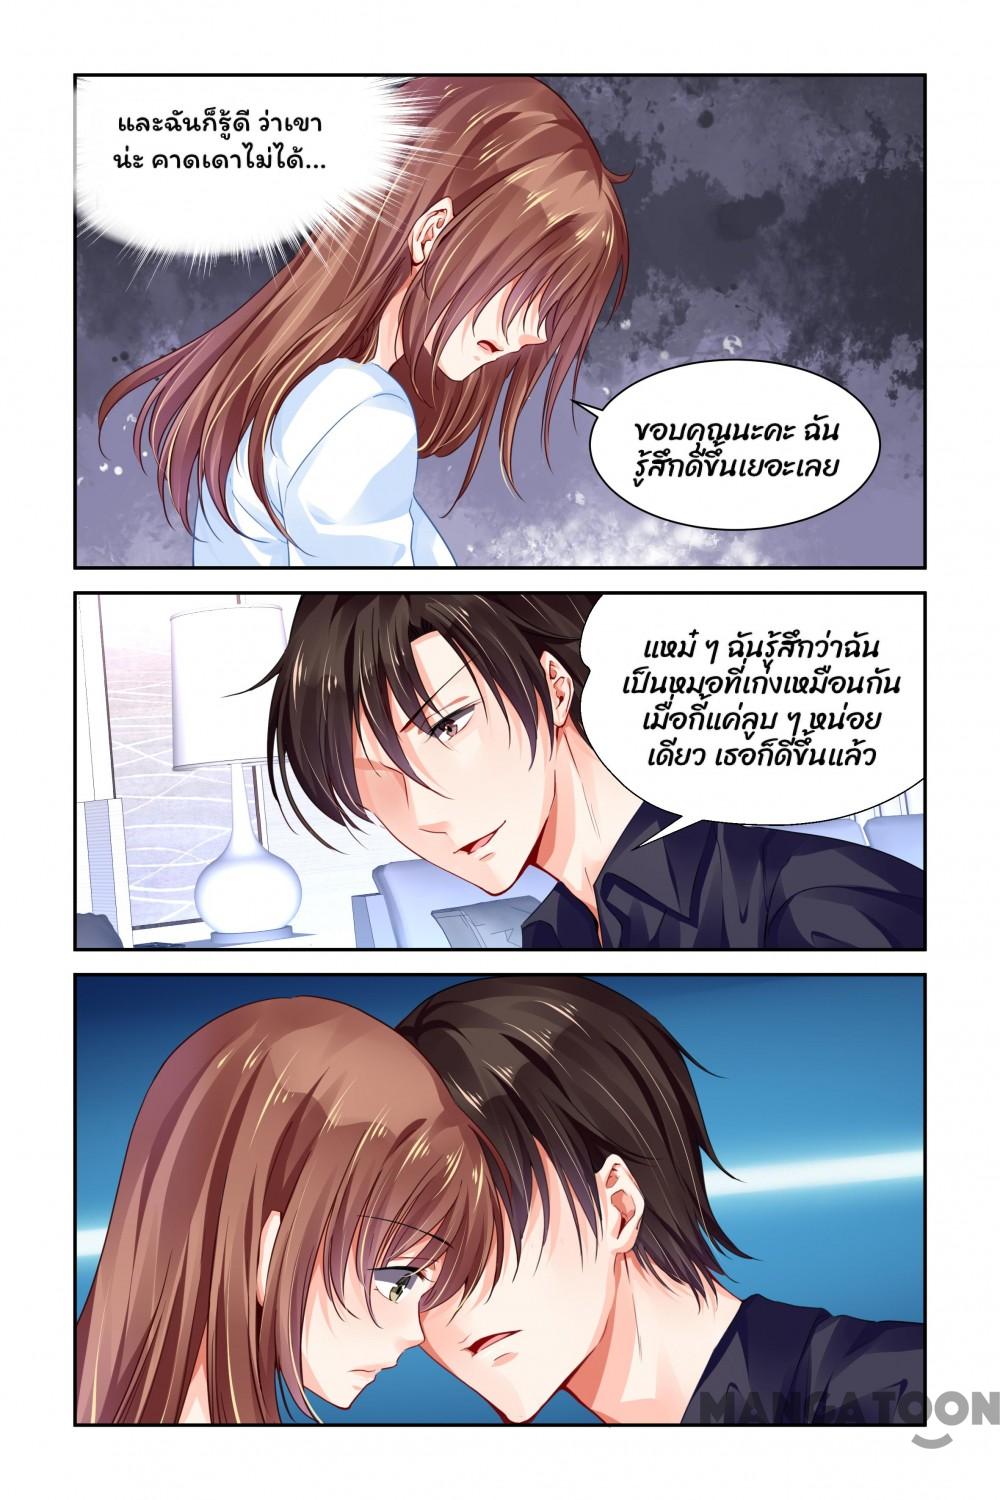 และฉันก็รู้ดี ว่าเขา
น่ะ คาดเดาไม่ได้...
ขอบคุณนะคะ ฉัน
รู้สึกดีขึ้นเยอะเลย
แหม๋ ๆ ฉันรู้สึกว่าฉัน
เป็นหมอที่เก่งเหมือนกัน
เมื่อกี้แค่ลูบ ๆ หน่อย
เดียว เธอก็ดีขึ้นแล้ว
MANGATOON